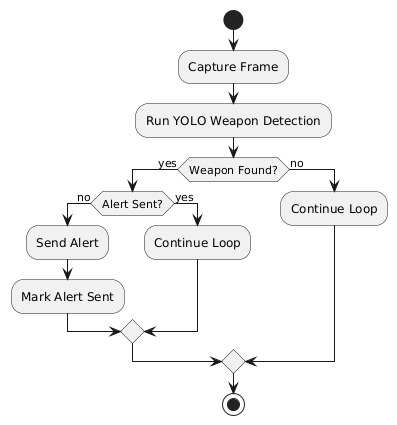 Capture Frame
Run YOLO Weapon Detection
yes
Weapon Found?
no
no
Alert Sent?
yes
Continue Loop
Send Alert
Continue Loop
Mark Alert Sent